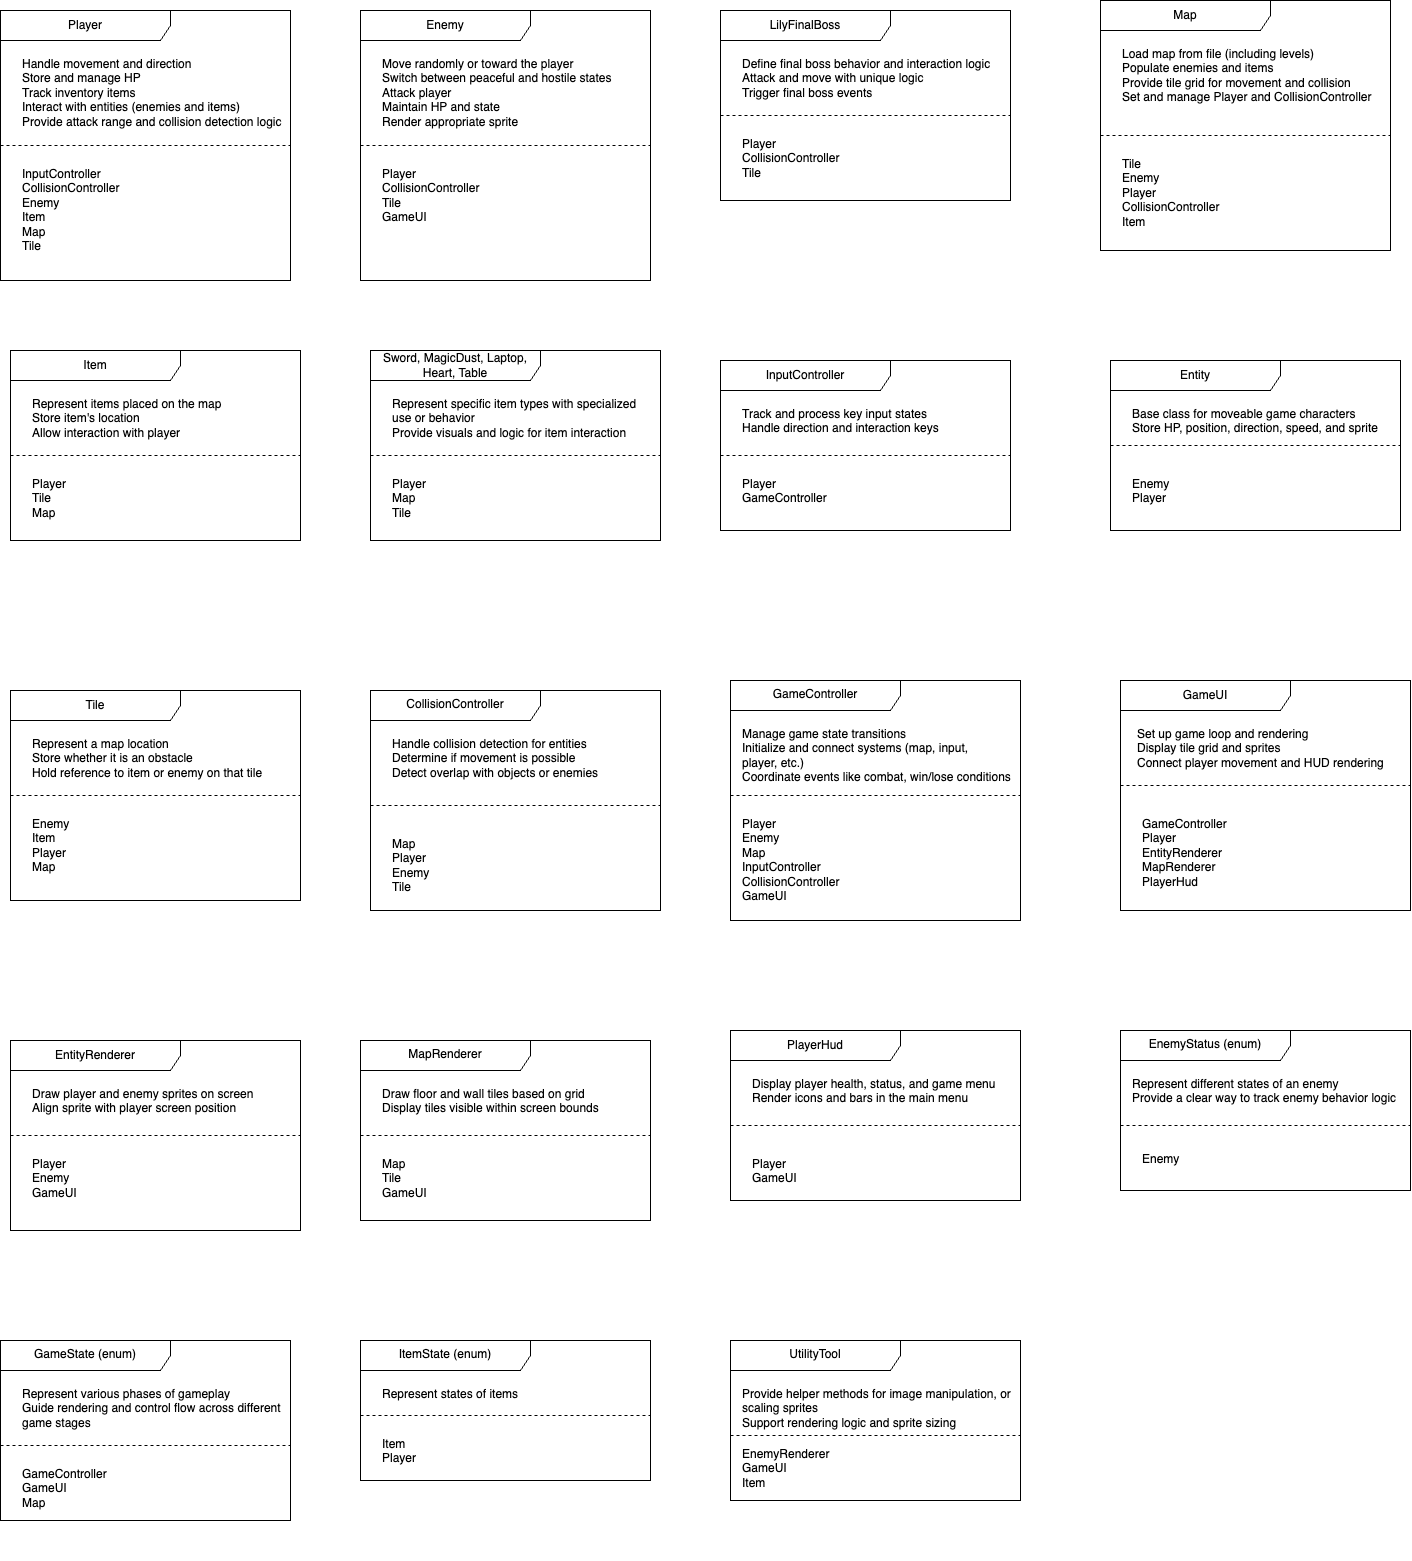 Player
Handle movement and direction
Store and manage HP
Track inventory items
Interact with entities (enemies and items)
Provide attack range and collision detection logic
InputController
CollisionController
Enemy
Item
Map
Tile
Enemy
Move randomly or toward the player
Switch between peaceful and hostile states
Attack player
Maintain HP and state
Render appropriate sprite
Player
CollisionController
Tile
GameUI
LilyFinalBoss
Define final boss behavior and interaction logic
Attack and move with unique logic
Trigger final boss events
Player
CollisionController
Tile
Map
Load map from file (including levels)
Populate enemies and items
Provide tile grid for movement and collision
Set and manage Player and CollisionController
Tile
Enemy
Player
CollisionController
Item
Item
Represent items placed on the map
Store item's location
Allow interaction with player
Player
Tile
Map
Sword, MagicDust, Laptop,
Heart, Table
Represent specific item types with specialized
use or behavior
Provide visuals and logic for item interaction
Player
Map
Tile
InputController
Track and process key input states
Handle direction and interaction keys
Player
GameController
Entity
Base class for moveable game characters
Store HP, position, direction, speed, and sprite
Enemy
Player
Tile
Represent a map location
Store whether it is an obstacle
Hold reference to item or enemy on that tile
Enemy
Item
Player
Map
CollisionController
Handle collision detection for entities
Determine if movement is possible
Detect overlap with objects or enemies
Map
Player
Enemy
Tile
GameController
Manage game state transitions
Initialize and connect systems (map, input,
player, etc.)
Coordinate events like combat, win/lose conditions
Player
Enemy
Map
InputController
CollisionController
GameUI
GameUI
Set up game loop and rendering
Display tile grid and sprites
Connect player movement and HUD rendering
GameController
Player
EntityRenderer
MapRenderer
PlayerHud
EntityRenderer
Draw player and enemy sprites on screen
Align sprite with player screen position
Player
Enemy
GameUI
MapRenderer
Draw floor and wall tiles based on grid
Display tiles visible within screen bounds
Map
Tile
GameUI
PlayerHud
Display player health, status, and game menu
Render icons and bars in the main menu
Player
GameUI
EnemyStatus (enum)
Represent different states of an enemy
Provide a clear way to track enemy behavior logic
Enemy
GameState (enum)
Represent various phases of gameplay
Guide rendering and control flow across different
game stages
GameController
GameUI
Map
ItemState (enum)
Represent states of items
Item
Player
UtilityTool
Provide helper methods for image manipulation, or
scaling sprites
Support rendering logic and sprite sizing
EnemyRenderer
GameUI
Item